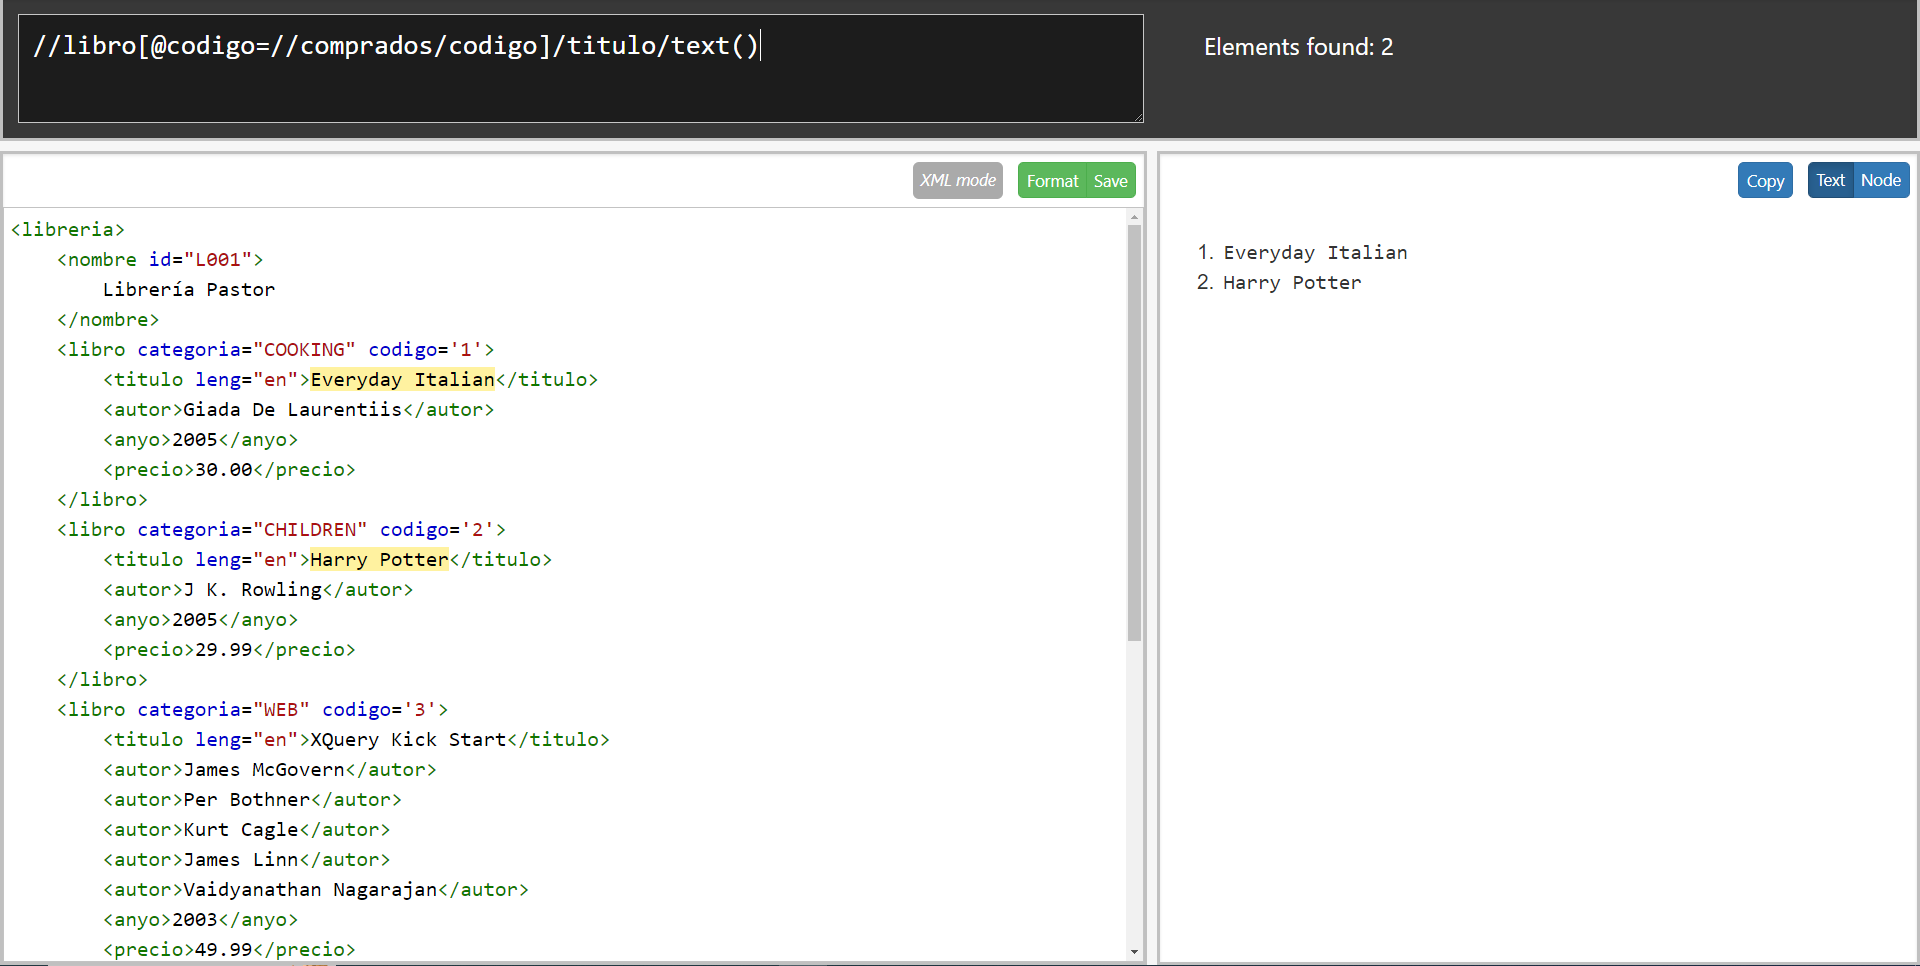 //libro[@codigo=//comprados/codigo]/titulo/text()
Elements found: 2
XML mode
Format
Save
Copy
Text
Node
<libreria>
<nombre id="L001">
Librería Pastor
</nombre>
<libro categoria="COOKING" codigo='1'>
<titulo leng="en">Everyday Italian</titulo>
<autor>Giada De Laurentiis</autor>
<anyo>2005</anyo>
<precio>30.00</precio>
</libro>
<libro categoria="CHILDREN" codigo='2'>
<titulo leng="en">Harry Potter</titulo>
<autor>J K. Rowling</autor>
<anyo>2005</anyo>
<precio>29.99</precio>
</libro>
<libro categoria="WEB" codigo='3'>
<titulo leng="en">XQuery Kick Start</titulo>
<autor>James McGovern</autor>
<autor>Per Bothner</autor>
<autor>Kurt Cagle</autor>
<autor>James Linn</autor>
<autor>Vaidyanathan Nagarajan</autor>
<anyo>2003</anyo>
<precio>49.99</precio>
1. Everyday Italian
2. Harry Potter